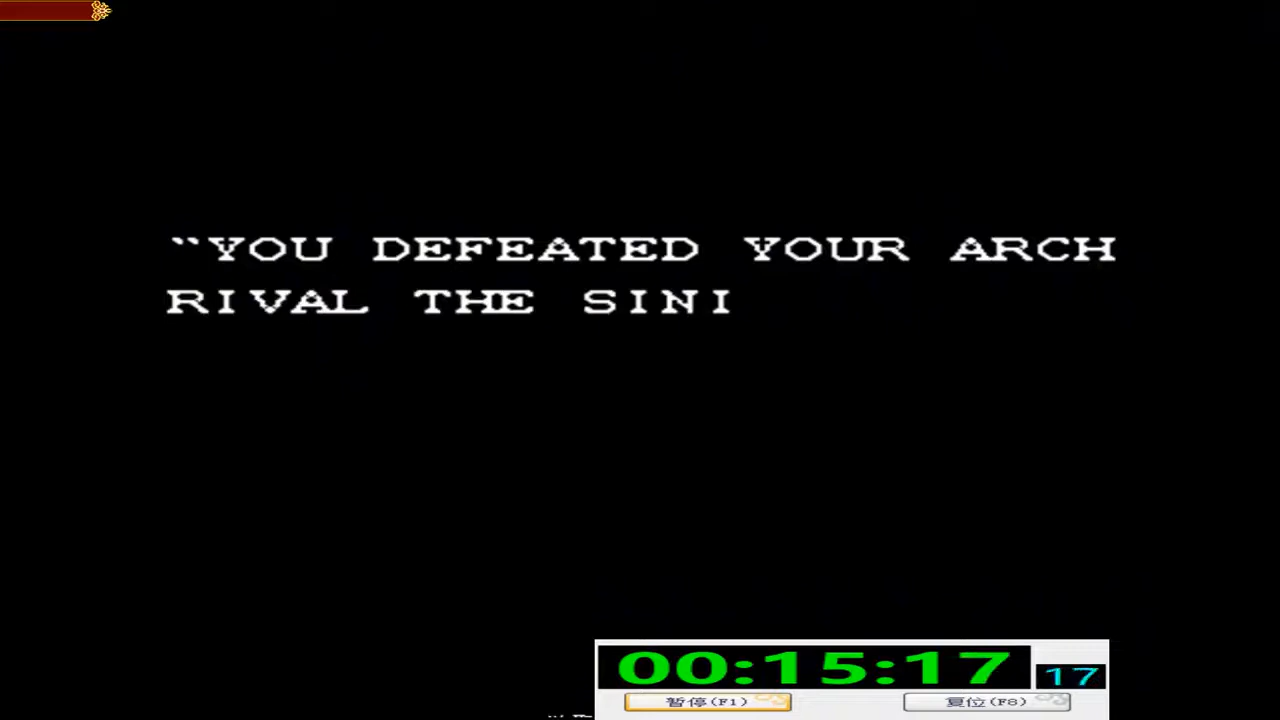 "YOU DEFEATED YOUR ARCH
RIVAL THE SINI
00:15:17 17
暂停(F1) 复位(F8)